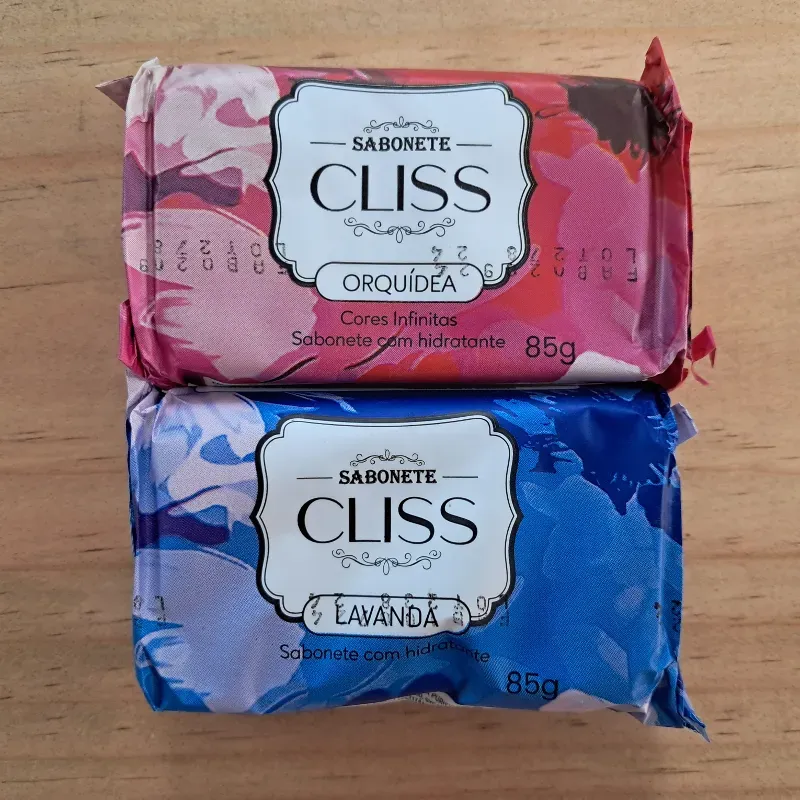 SABONETE
CLISS
ORQUÍDEA
Cores Infinitas
Sabonete com hidratante
85g
SABONETE
CLISS
LAVANDA
Sabonete com hidratante
85g